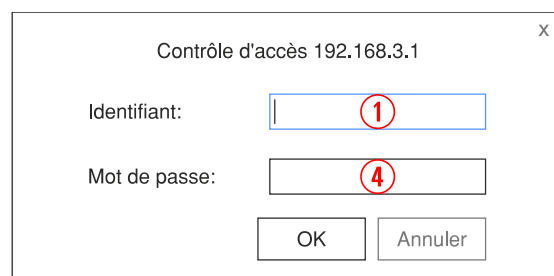 x
Contrôle d'accès 192.168.3.1
Identifiant: 1
Mot de passe: 4
OK Annuler